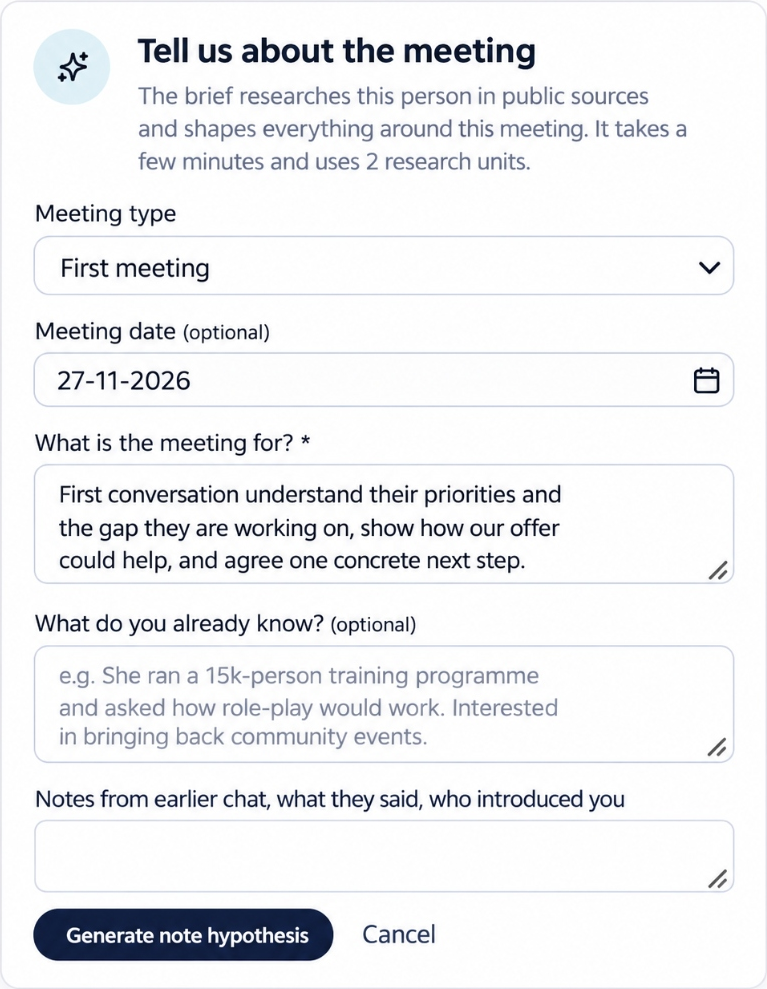 Tell us about the meeting
The brief researches this person in public sources
and shapes everything around this meeting. It takes a
few minutes and uses 2 research units.
Meeting type
First meeting
Meeting date (optional)
27-11-2026
What is the meeting for? *
First conversation understand their priorities and
the gap they are working on, show how our offer
could help, and agree one concrete next step.
What do you already know? (optional)
e.g. She ran a 15k-person training programme
and asked how role-play would work. Interested
in bringing back community events.
Notes from earlier chat, what they said, who introduced you
Generate note hypothesis
Cancel